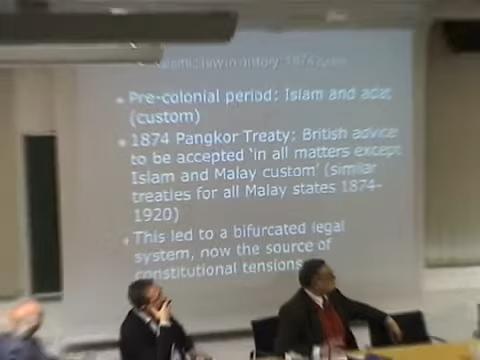 Pre-colonial period: Islam and adat
(custom)
1874 Pangkor Treaty: British advice
to be accepted 'in all matters except
Islam and Malay custom' (similar
treaties for all Malay states 1874-
1920)
This led to a bifurcated legal
system, now the source of
constitutional tensions